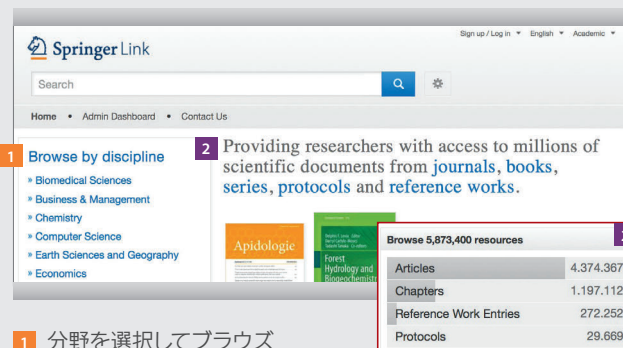 Springer Link
Sign up / Log in English Academic
Search
Home • Admin Dashboard • Contact Us
1
Browse by discipline
» Biomedical Sciences
» Business & Management
» Chemistry
» Computer Science
» Earth Sciences and Geography
» Economics
2
Providing researchers with access to millions of
scientific documents from journals, books,
series, protocols and reference works.
Apidologie
Forest
Hydrology and
Biogeochemistry
Browse 5,873,400 resources
Articles 4.374.367
Chapters 1.197.112
Reference Work Entries 272.252
Protocols 29.669
1 分野を選択してブラウズ